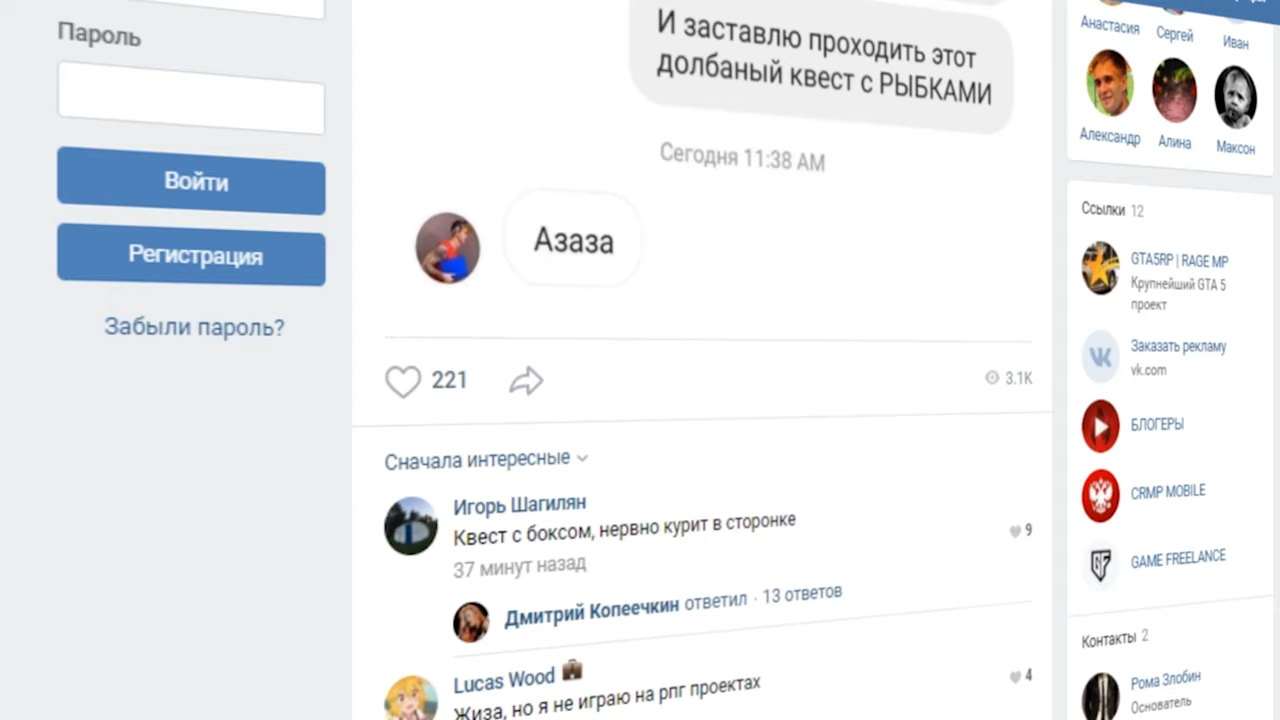 Пароль
Войти
Регистрация
Забыли пароль?
И заставлю проходить этот
долбаный квест с РЫБКАМИ
Сегодня 11:38 AM
Азаза
221
3.1K
Сначала интересные
Игорь Шагилян
Квест с боксом, нервно курит в сторонке
37 минут назад
9
Дмитрий Копеечкин ответил · 13 ответов
Lucas Wood
Жиза, но я не играю на рпг проектах
4
Анастасия
Сергей
Иван
Александр
Алина
Максон
Ссылки 12
GTA5RP | RAGE MP
Крупнейший GTA 5
проект
Заказать рекламу
vk.com
БЛОГЕРЫ
CRMP MOBILE
GAME FREELANCE
Контакты 2
Рома Злобин
Основатель